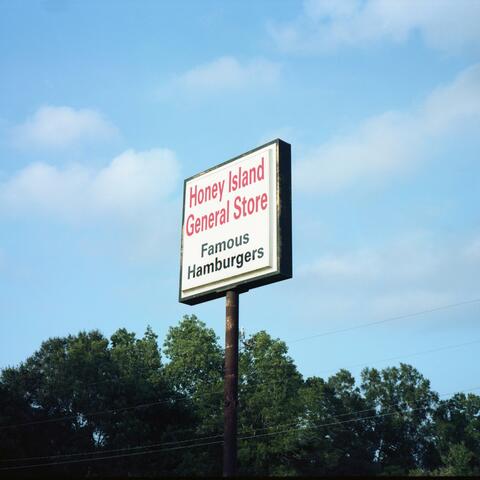 Honey Island
General Store
Famous
Hamburgers